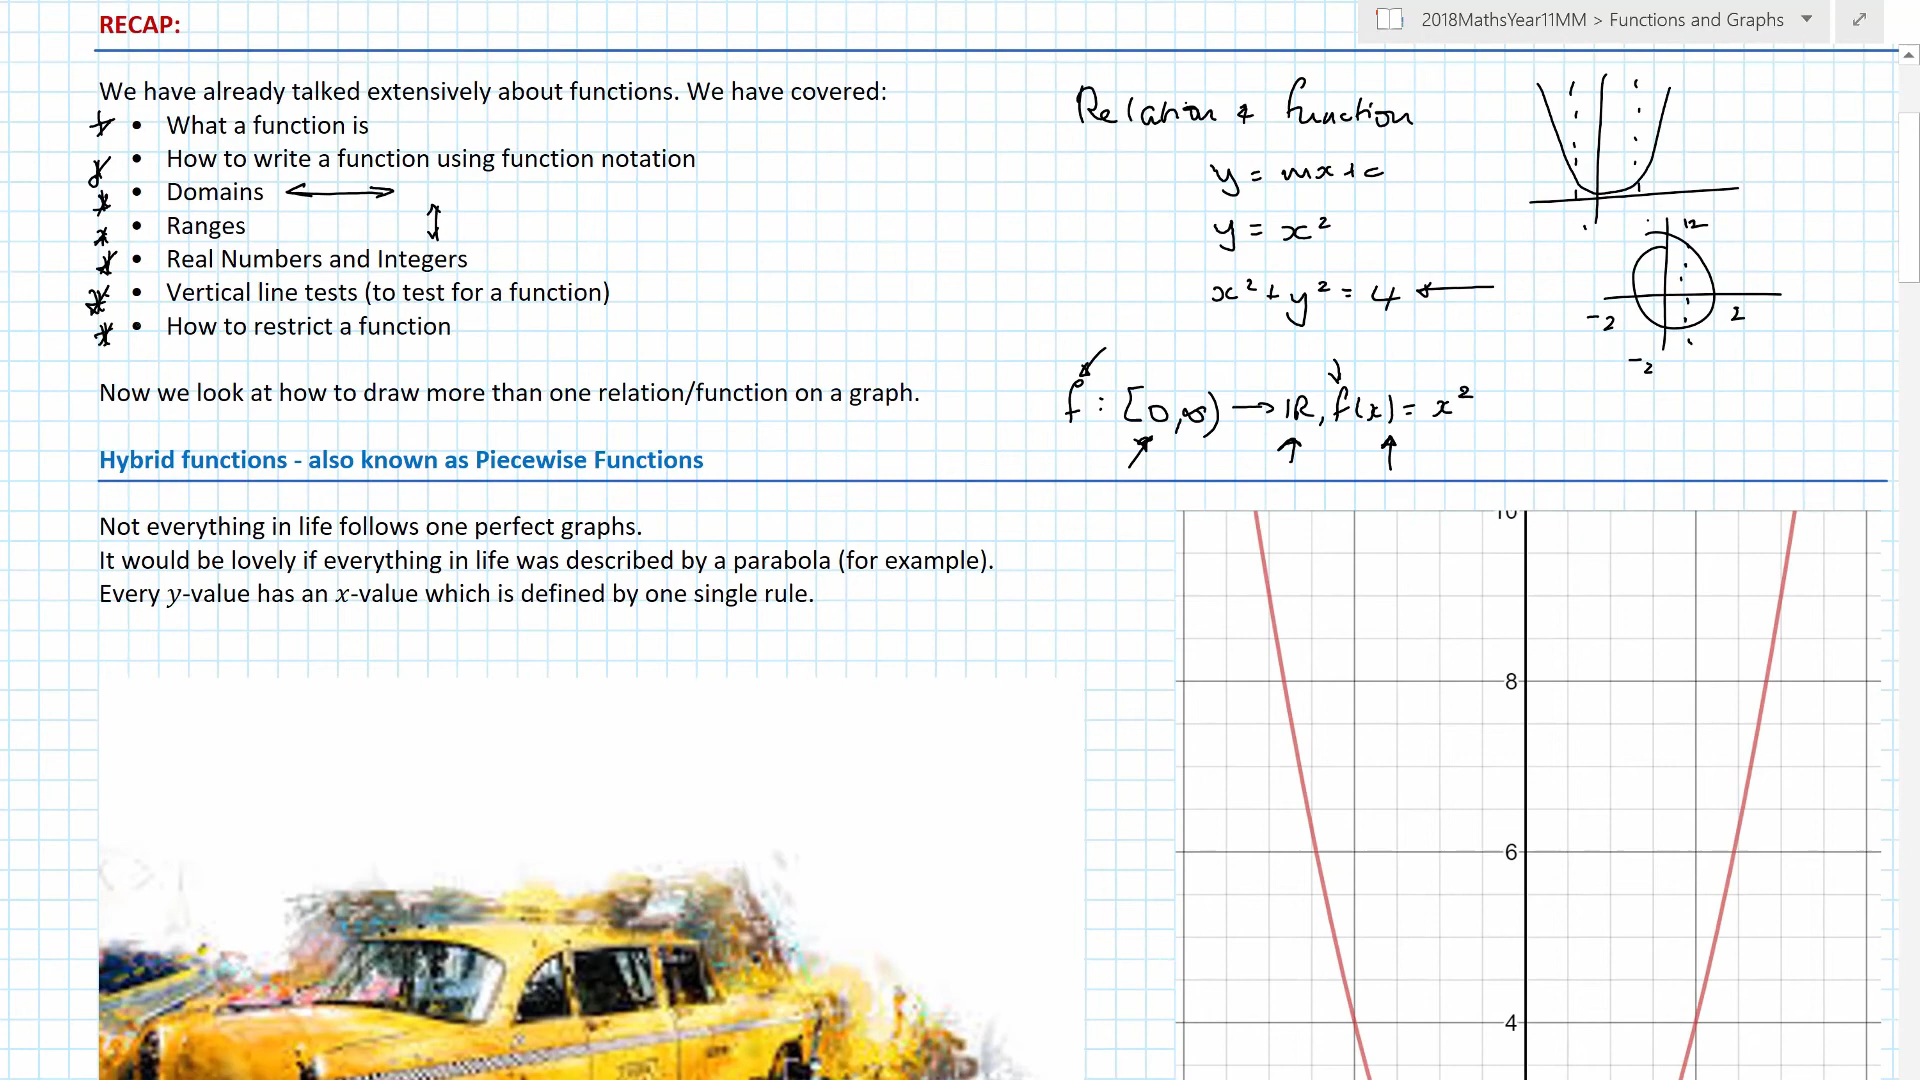 RECAP:
2018MathsYear11MM > Functions and Graphs
We have already talked extensively about functions. We have covered:
• What a function is
• How to write a function using function notation
• Domains
• Ranges
• Real Numbers and Integers
• Vertical line tests (to test for a function)
• How to restrict a function
Now we look at how to draw more than one relation/function on a graph.
Relation & function
y = mx + c
y = x²
x² + y² = 4
f : [0,∞) → ℝ, f(x) = x²
12
-2 2
-2
Hybrid functions - also known as Piecewise Functions
Not everything in life follows one perfect graphs.
It would be lovely if everything in life was described by a parabola (for example).
Every y-value has an x-value which is defined by one single rule.
10
8
6
4